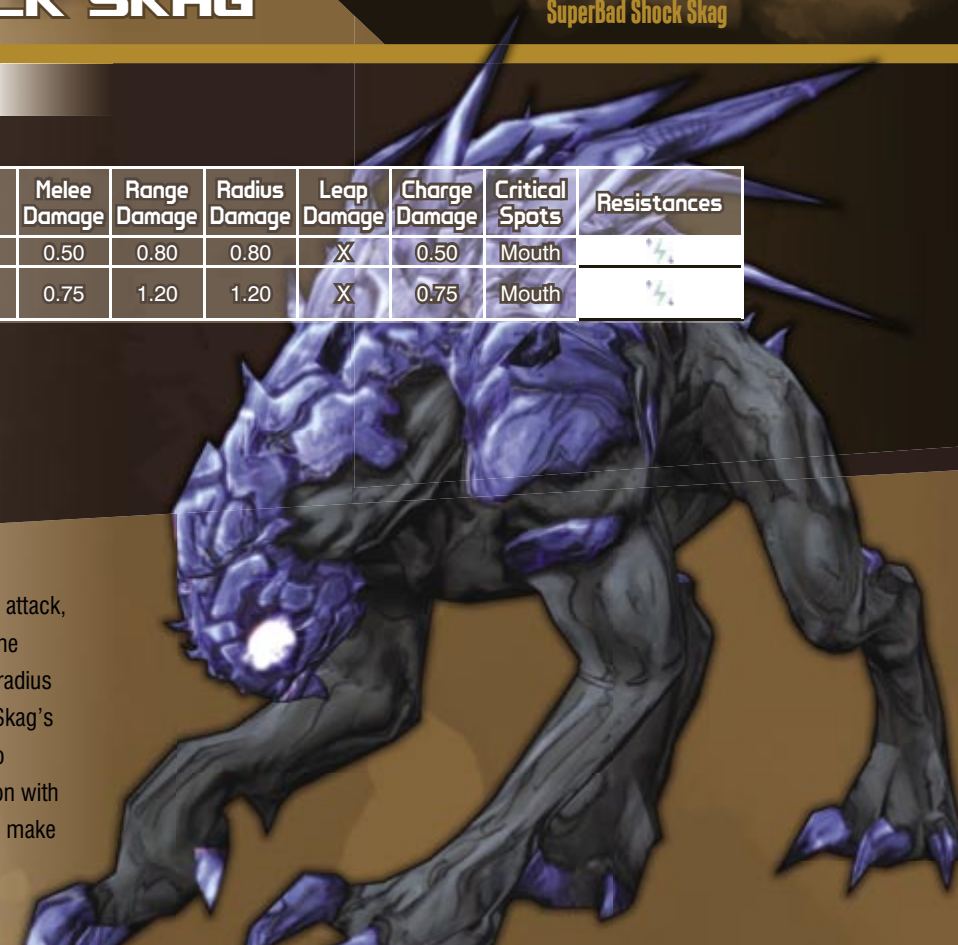 CK SKAG
SuperBad Shock Skag
Melee Damage Range Damage Radius Damage Leap Damage Charge Damage Critical Spots Resistances
0.50 0.80 0.80 X 0.50 Mouth
0.75 1.20 1.20 X 0.75 Mouth
attack,
radius
Skag's
with
make